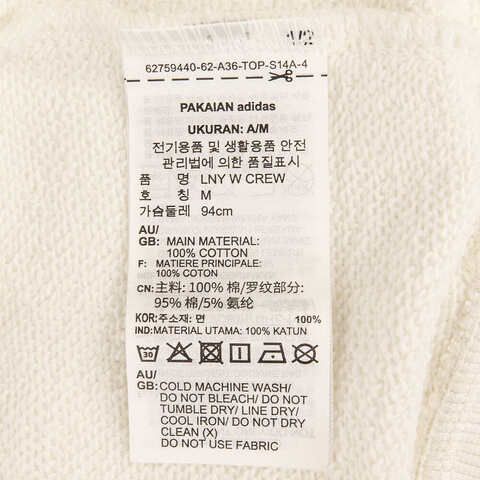 1/2
62759440-62-A36-TOP-S14A-4
PAKAIAN adidas
UKURAN: A/M
전기용품 및 생활용품 안전
관리법에 의한 품질표시
품 명 LNY W CREW
호 칭 M
가슴둘레 94cm
AU/
GB: MAIN MATERIAL:
100% COTTON
F: MATIERE PRINCIPALE:
100% COTON
CN: 主料: 100% 棉/罗纹部分:
95% 棉/5% 氨纶
KOR: 주소재: 면 100%
IND: MATERIAL UTAMA: 100% KATUN
30
AU/
GB: COLD MACHINE WASH/
DO NOT BLEACH/ DO NOT
TUMBLE DRY/ LINE DRY/
COOL IRON/ DO NOT DRY
CLEAN (X)
DO NOT USE FABRIC